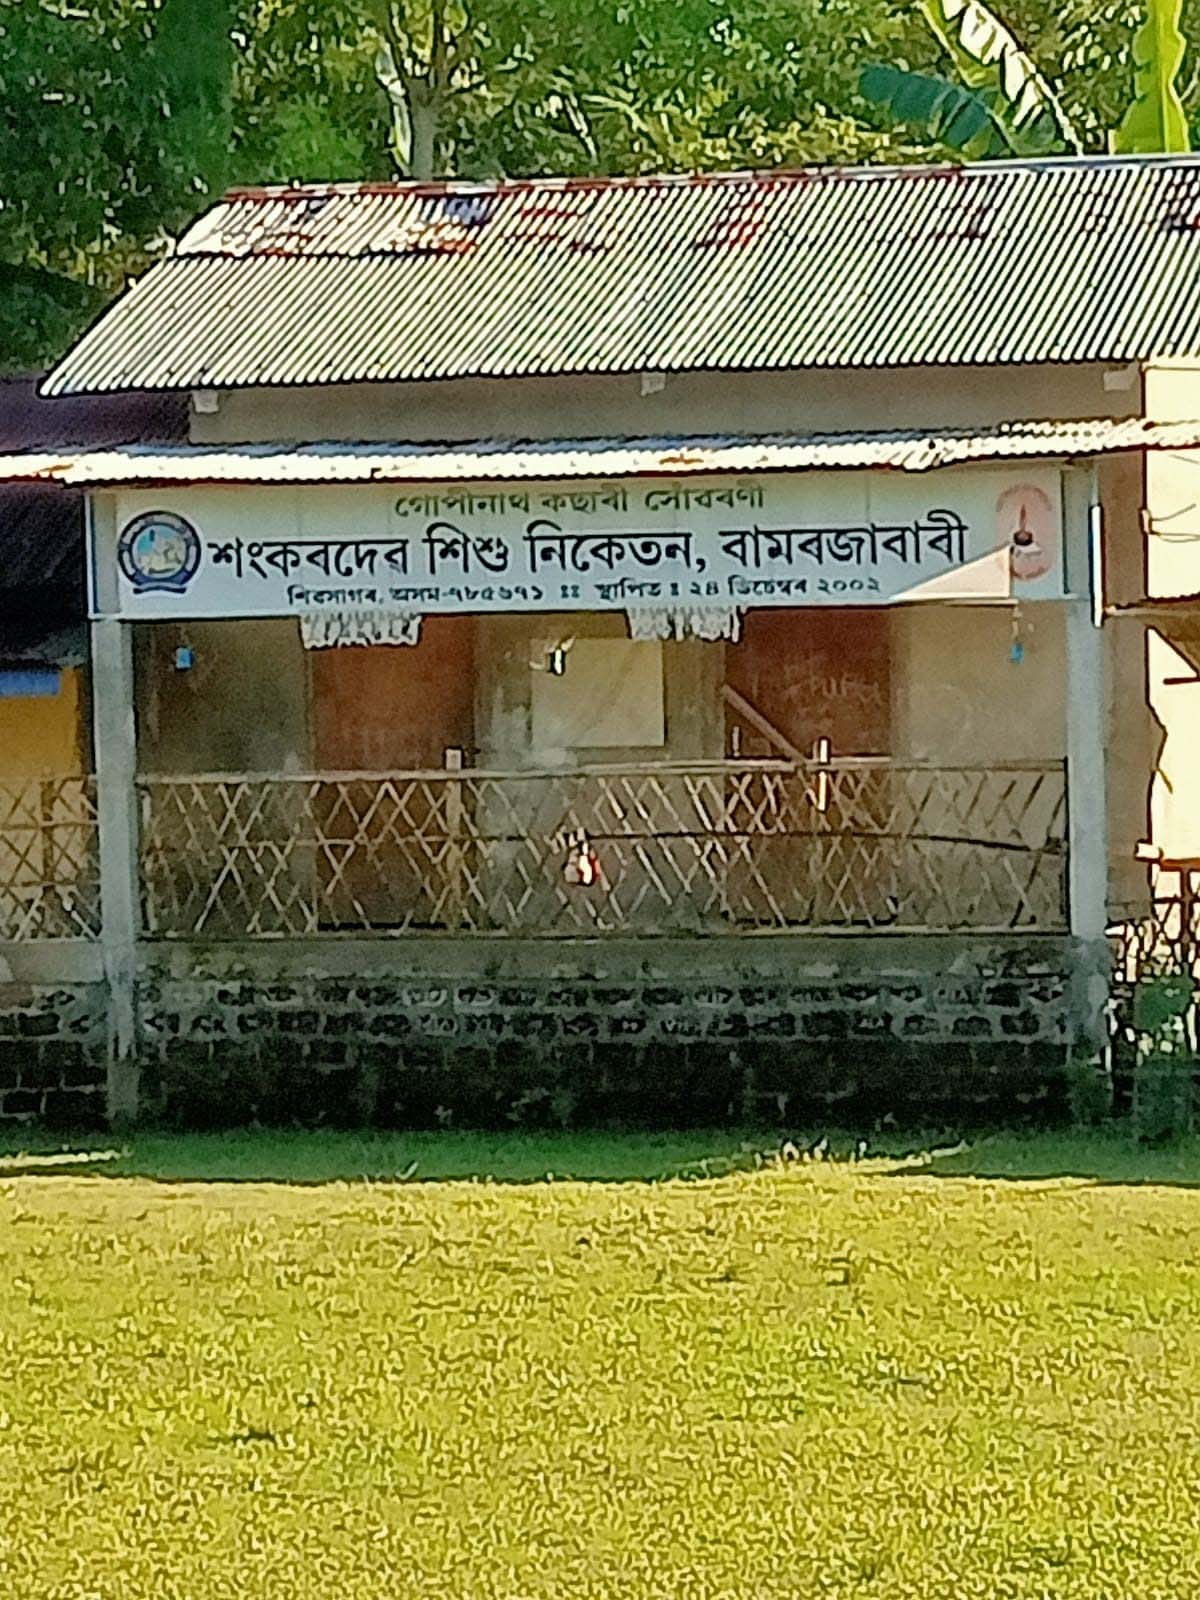 গোপীনাথ কছাৰী সোঁৱৰণী
শংকৰদেৱ শিশু নিকেতন, বামৰজাবাৰী
শিৱসাগৰ, অসম-৭৮৫৬৭১ ঃঃ স্থাপিত ঃ ২৪ ডিচেম্বৰ ২০০২